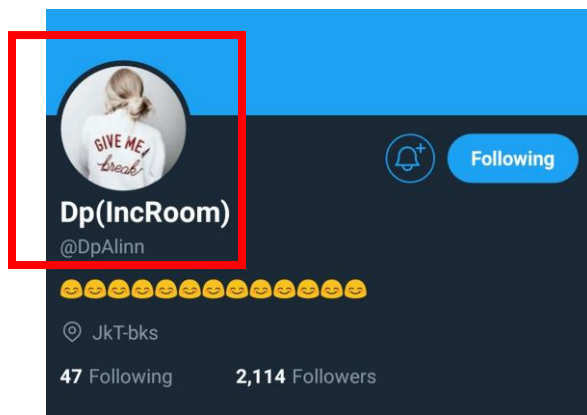 GIVE ME A
break
Following
Dp(IncRoom)
@DpAlinn
😊😊😊😊😊😊😊😊😊😊😊😊😊
JkT-bks
47 Following 2,114 Followers